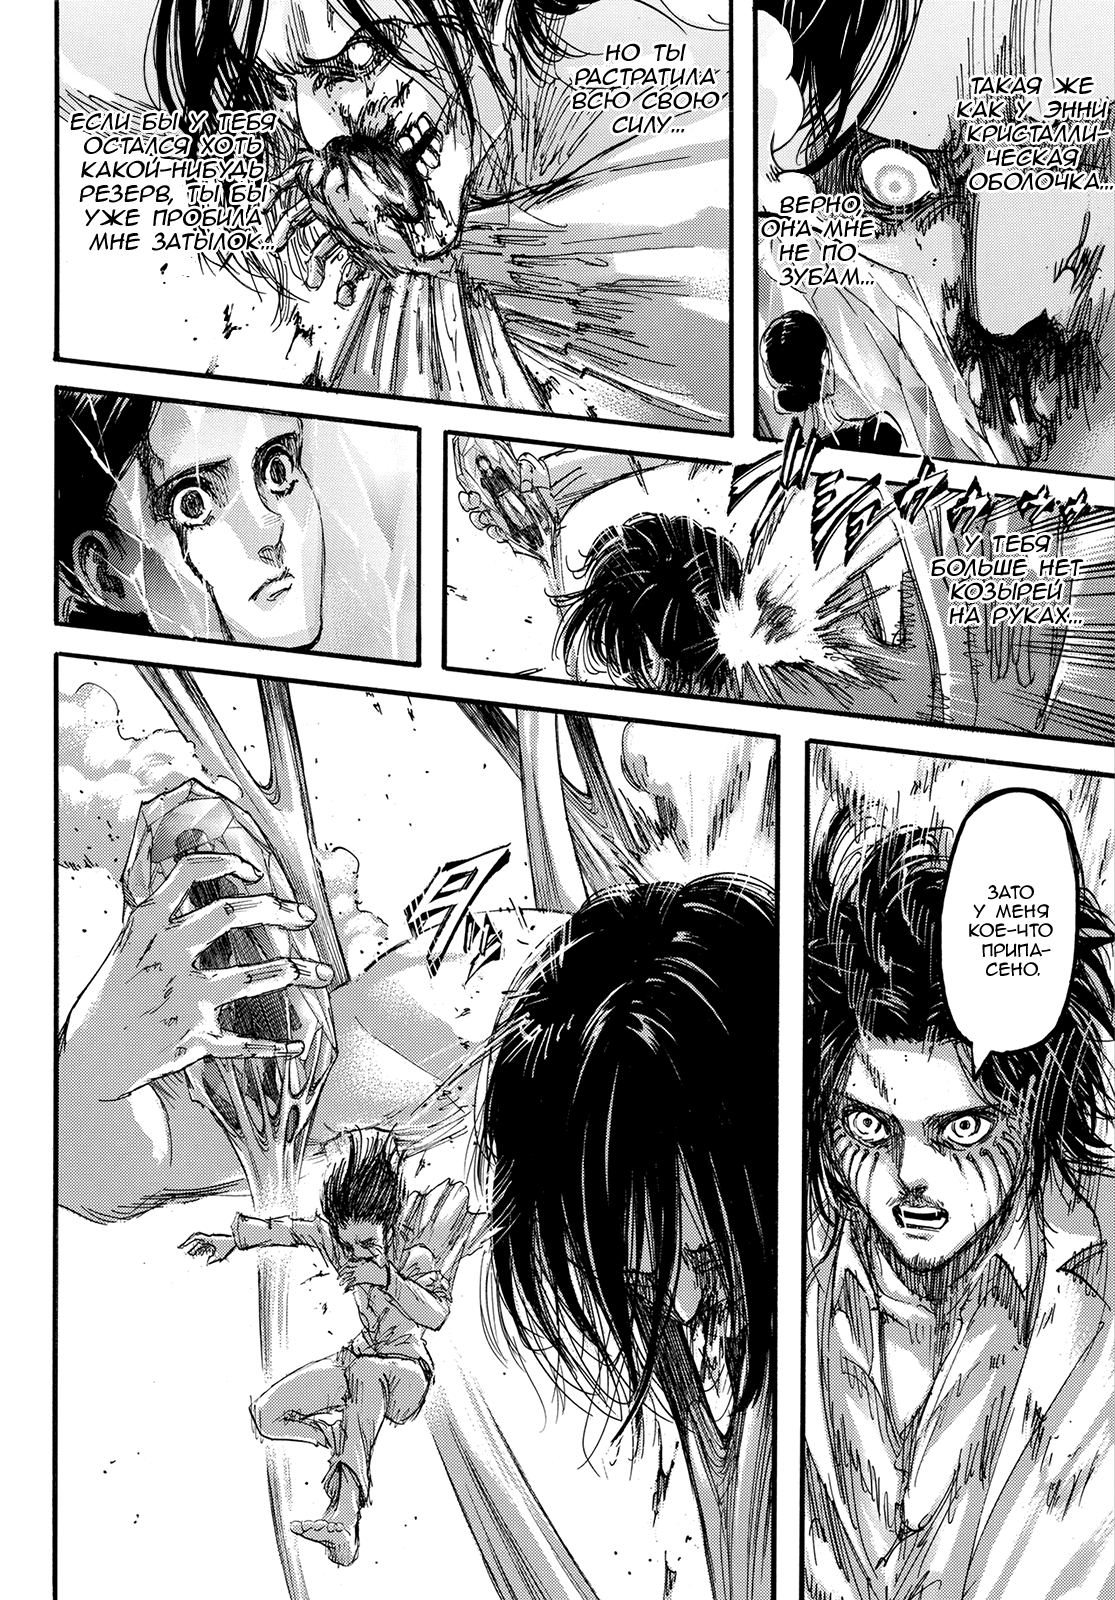 ТАКАЯ ЖЕ
КАК У ЭННИ
КРИСТАЛЛИ-
ЧЕСКАЯ
ОБОЛОЧКА...
ВЕРНО,
ОНА МНЕ
НЕ ПО
ЗУБАМ...
НО ТЫ
РАСТРАТИЛА
ВСЮ СВОЮ
СИЛУ...
ЕСЛИ БЫ У ТЕБЯ
ОСТАЛСЯ ХОТЬ
КАКОЙ-НИБУДЬ
РЕЗЕРВ, ТЫ БЫ
УЖЕ ПРОБИЛА
МНЕ ЗАТЫЛОК...
У ТЕБЯ
БОЛЬШЕ НЕТ
КОЗЫРЕЙ
НА РУКАХ...
ЗАТО
У МЕНЯ
КОЕ-ЧТО
ПРИПА-
СЕНО.